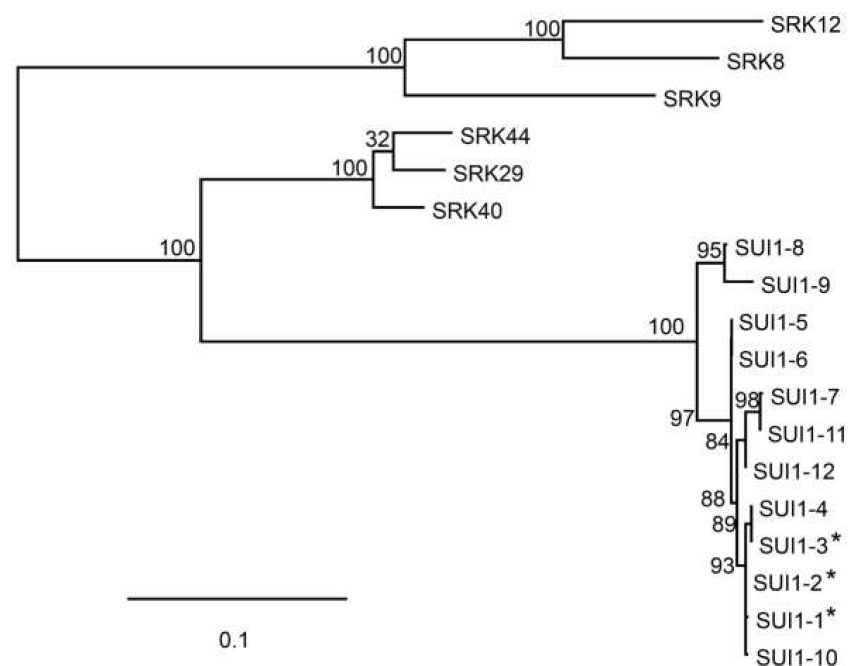 100 SRK12
100 SRK8
SRK9
32 SRK44
100 SRK29
SRK40
100
95 SUI1-8
SUI1-9
100 SUI1-5
SUI1-6
98 SUI1-7
97 SUI1-11
84
SUI1-12
88 SUI1-4
89 SUI1-3*
93 SUI1-2*
SUI1-1*
0.1 SUI1-10